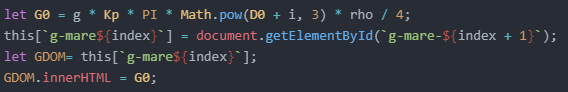 let G0 = g * Kp * PI * Math.pow(D0 + i, 3) * rho / 4;
this[`g-mare${index}`] = document.getElementById(`g-mare-${index + 1}`);
let GDOM= this[`g-mare${index}`];
GDOM.innerHTML = G0;